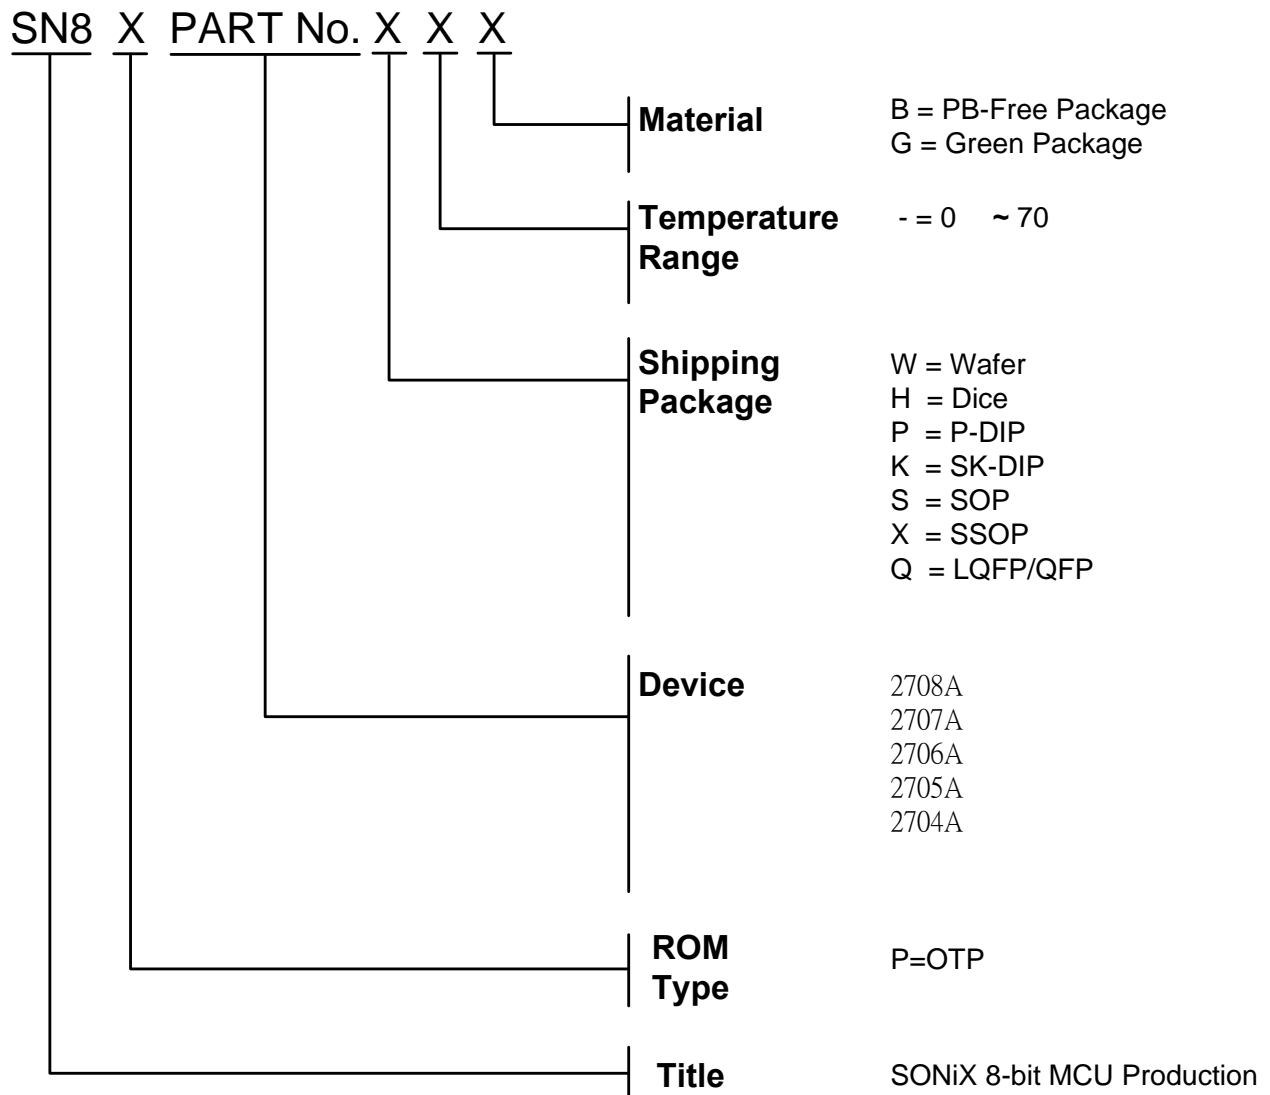 SN8 X PART No. X X X
Material
B = PB-Free Package
G = Green Package
Temperature
Range
- = 0 ~ 70
Shipping
Package
W = Wafer
H = Dice
P = P-DIP
K = SK-DIP
S = SOP
X = SSOP
Q = LQFP/QFP
Device
2708A
2707A
2706A
2705A
2704A
ROM
Type
P=OTP
Title
SONiX 8-bit MCU Production